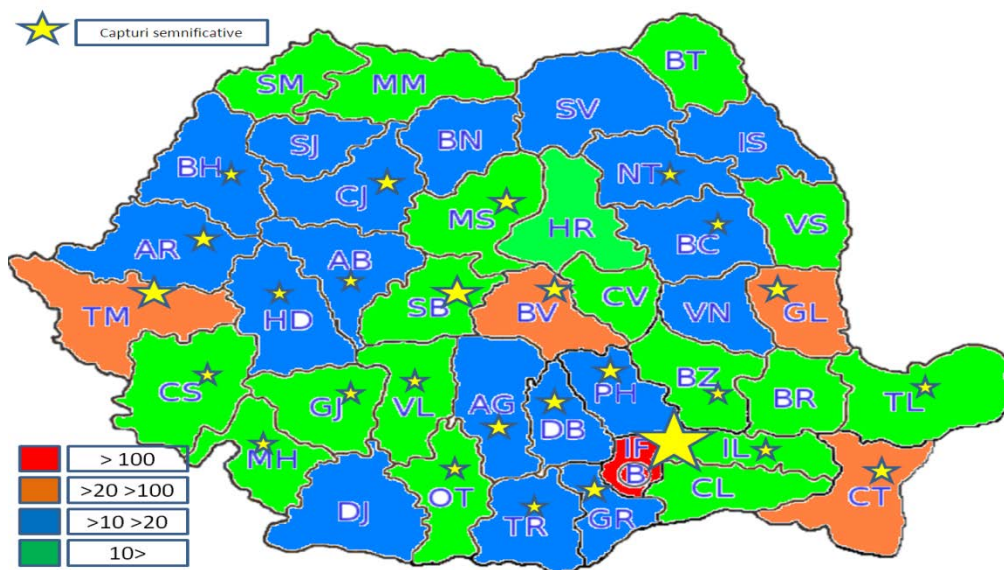 Capturi semnificative
BT
SM
MM
SV
SJ
BN
IS
BH
CJ
NT
MS
HR
VS
AR
AB
BC
TM
HD
SB
BV
CV
VN
GL
CS
GJ
VL
AG
DB
PH
BZ
BR
TL
MH
OT
IF
B
IL
CL
CT
DJ
TR
GR
> 100
>20 >100
>10 >20
10>